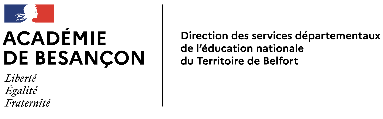 ACADÉMIE
DE BESANÇON
Liberté
Égalité
Fraternité
Direction des services départementaux
de l'éducation nationale
du Territoire de Belfort